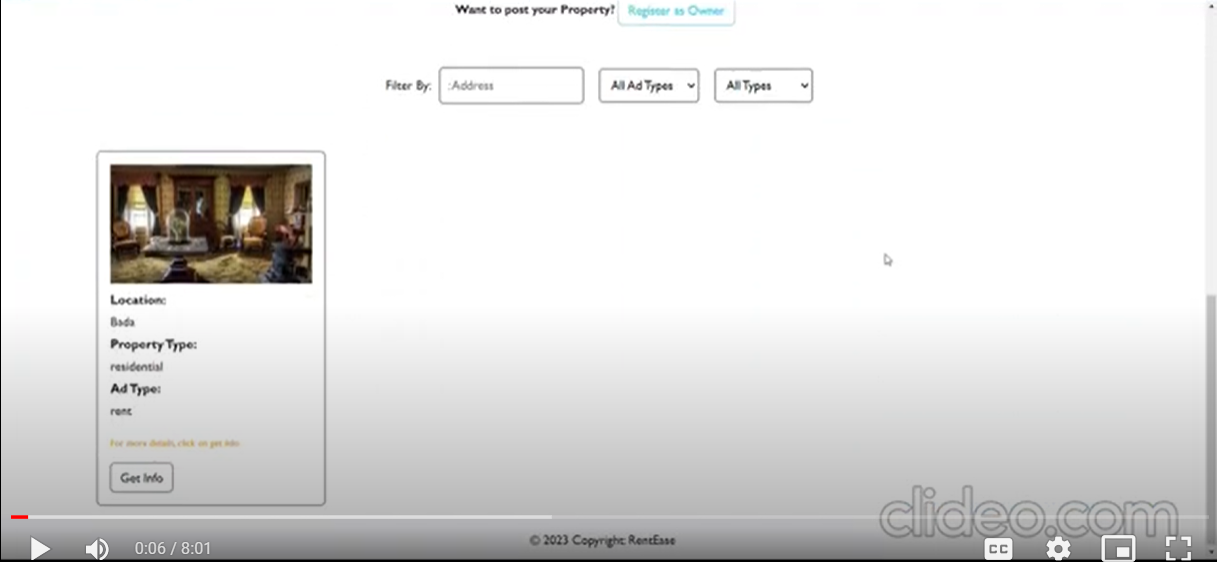 Want to post your Property? Register as Owner
Filter By: :Address All Ad Types All Types
Location:
Bada
Property Type:
residential
Ad Type:
rent
For more details, click on get info
Get Info
clideo.com
© 2023 Copyright: RentEase
0:06 / 8:01
CC